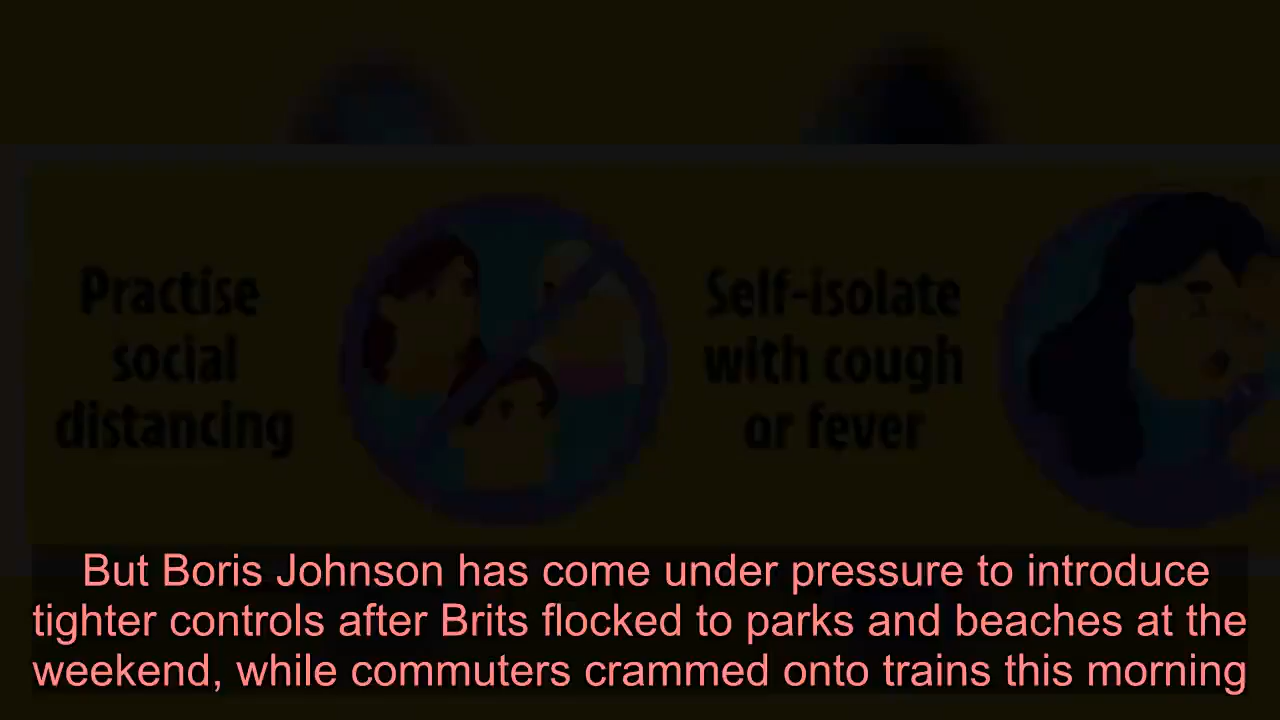 Practise
social
distancing
Self-isolate
with cough
or fever
But Boris Johnson has come under pressure to introduce
tighter controls after Brits flocked to parks and beaches at the
weekend, while commuters crammed onto trains this morning